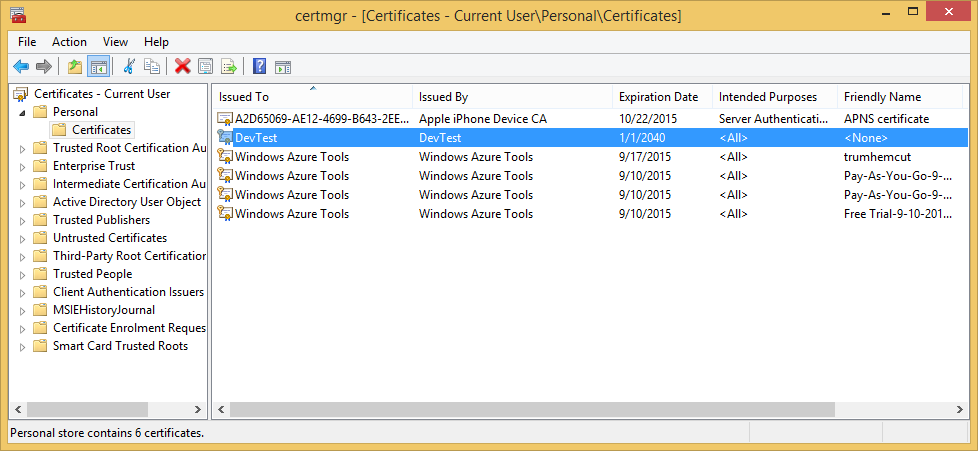 certmgr - [Certificates - Current User\Personal\Certificates]
File Action View Help
Certificates - Current User
Personal
Certificates
Trusted Root Certification Au
Enterprise Trust
Intermediate Certification Au
Active Directory User Object
Trusted Publishers
Untrusted Certificates
Third-Party Root Certification
Trusted People
Client Authentication Issuers
MSIEHistoryJournal
Certificate Enrolment Reques
Smart Card Trusted Roots
Issued To Issued By Expiration Date Intended Purposes Friendly Name
A2D65069-AE12-4699-B643-2EE... Apple iPhone Device CA 10/22/2015 Server Authenticati... APNS certificate
DevTest DevTest 1/1/2040 <All> <None>
Windows Azure Tools Windows Azure Tools 9/17/2015 <All> trumhemcut
Windows Azure Tools Windows Azure Tools 9/10/2015 <All> Pay-As-You-Go-9-...
Windows Azure Tools Windows Azure Tools 9/10/2015 <All> Pay-As-You-Go-9-...
Windows Azure Tools Windows Azure Tools 9/10/2015 <All> Free Trial-9-10-201...
Personal store contains 6 certificates.